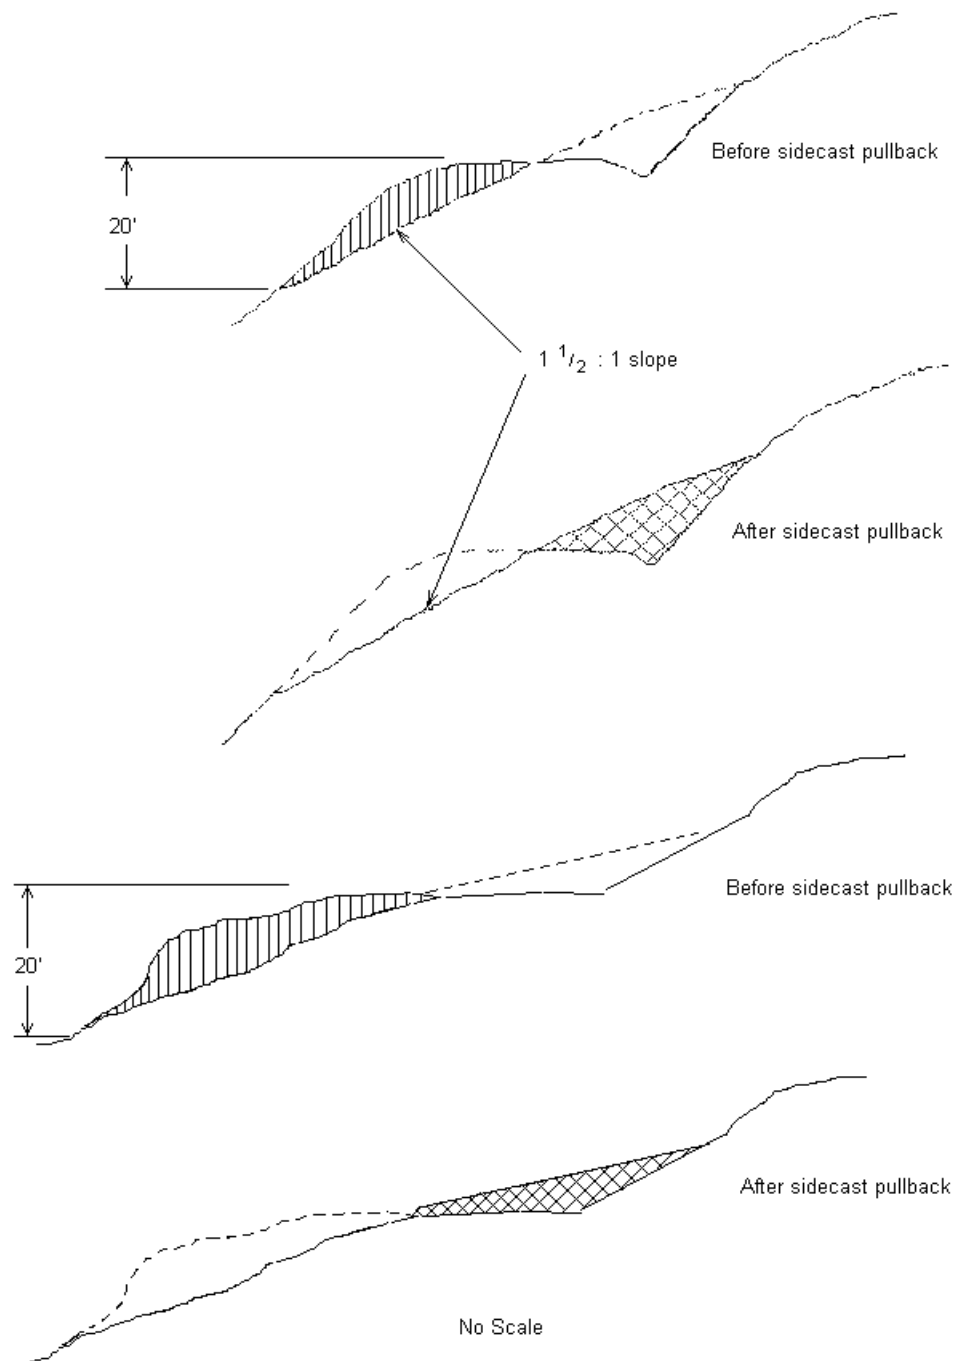 Before sidecast pullback
20'
1 1/2 : 1 slope
After sidecast pullback
Before sidecast pullback
20'
After sidecast pullback
No Scale